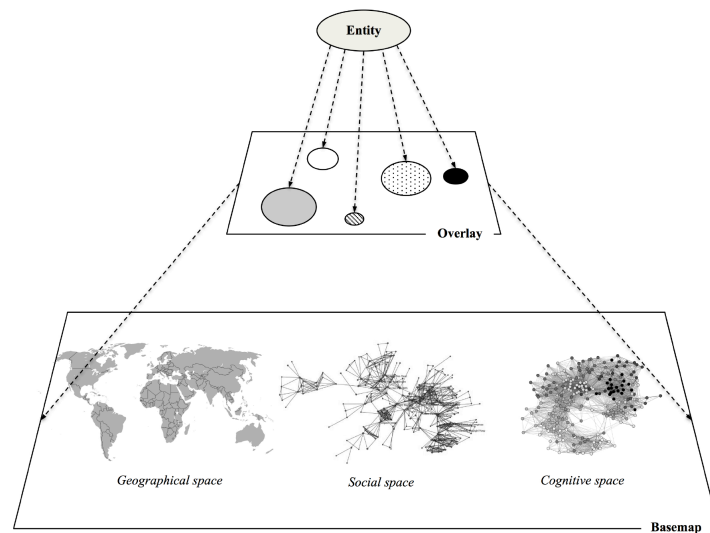 Entity
Overlay
Geographical space
Social space
Cognitive space
Basemap